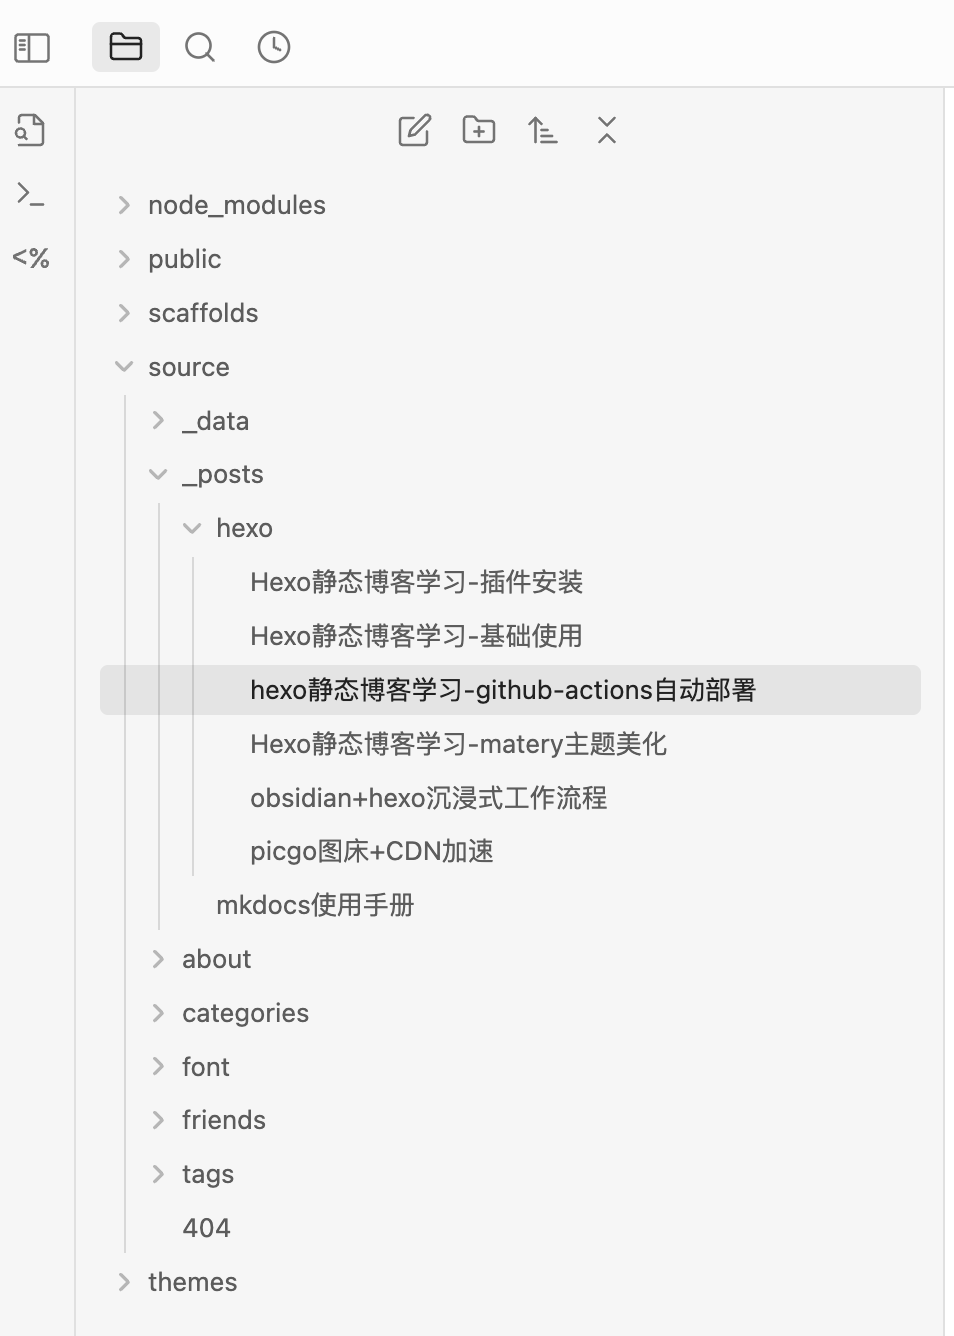 <%
node_modules
public
scaffolds
source
_data
_posts
hexo
Hexo静态博客学习-插件安装
Hexo静态博客学习-基础使用
hexo静态博客学习-github-actions自动部署
Hexo静态博客学习-matery主题美化
obsidian+hexo沉浸式工作流程
picgo图床+CDN加速
mkdocs使用手册
about
categories
font
friends
tags
404
themes